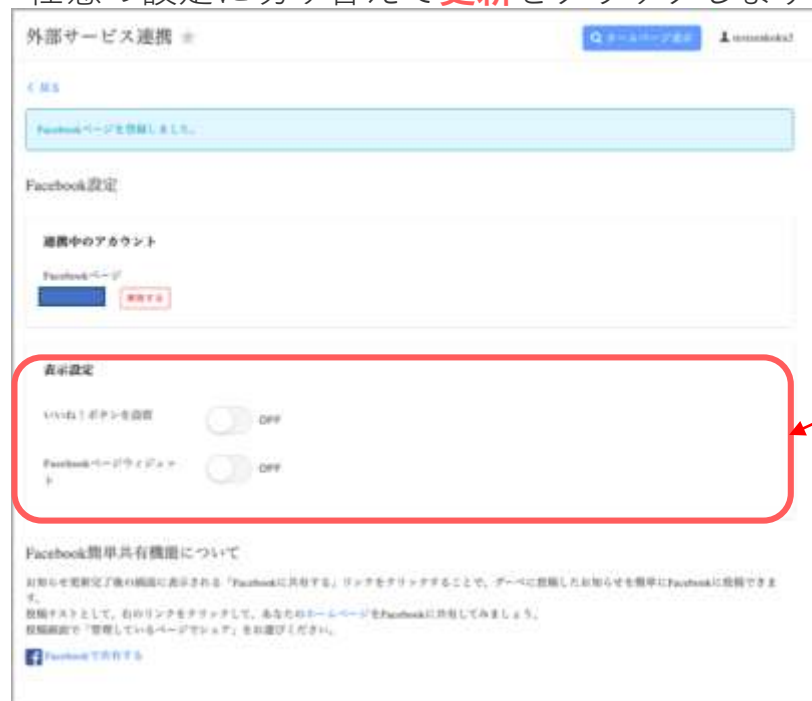 任意の設定に切り替えて更新をクリックします
外部サービス連携
ホームページ表示
戻る
Facebookページを登録しました。
Facebook設定
連携中のアカウント
Facebookページ
解除する
表示設定
いいね！ボタンを設置
OFF
Facebookページウィジェッ
ト
OFF
Facebook簡単共有機能について
お知らせ更新完了後の画面に表示される「Facebookに共有する」リンクをクリックすることで、グーペに投稿したお知らせを簡単にFacebookに投稿できま
す。
投稿テストとして、右のリンクをクリックして、あなたのホームページをFacebookに共有してみましょう。
投稿画面で「管理しているページでシェア」をお選びください。
Facebookで共有する